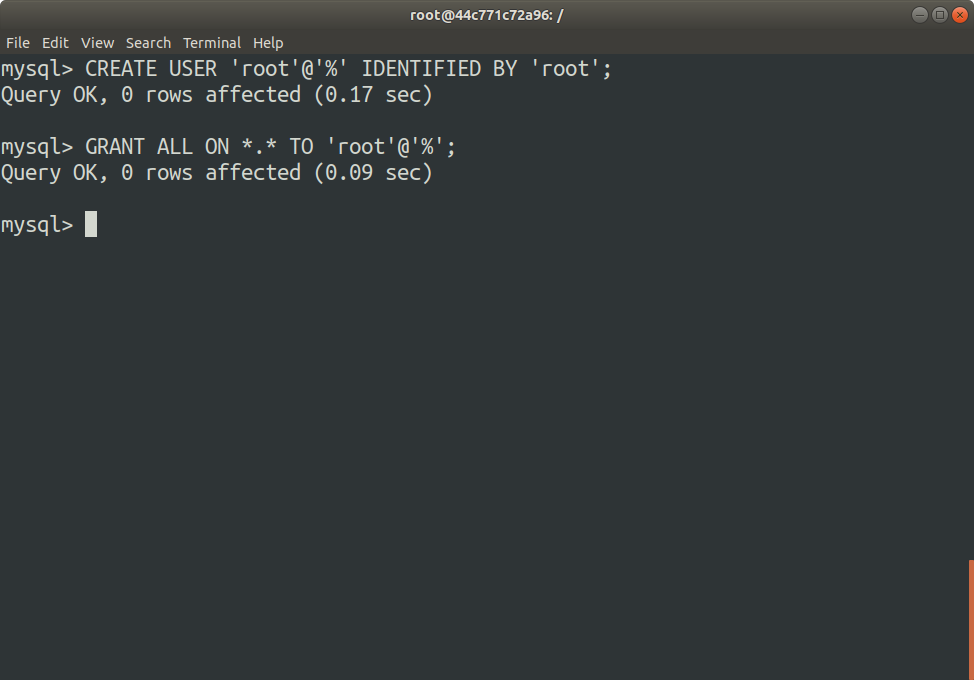 root@44c771c72a96: /
File Edit View Search Terminal Help
mysql> CREATE USER 'root'@'%' IDENTIFIED BY 'root';
Query OK, 0 rows affected (0.17 sec)
mysql> GRANT ALL ON *.* TO 'root'@'%';
Query OK, 0 rows affected (0.09 sec)
mysql>